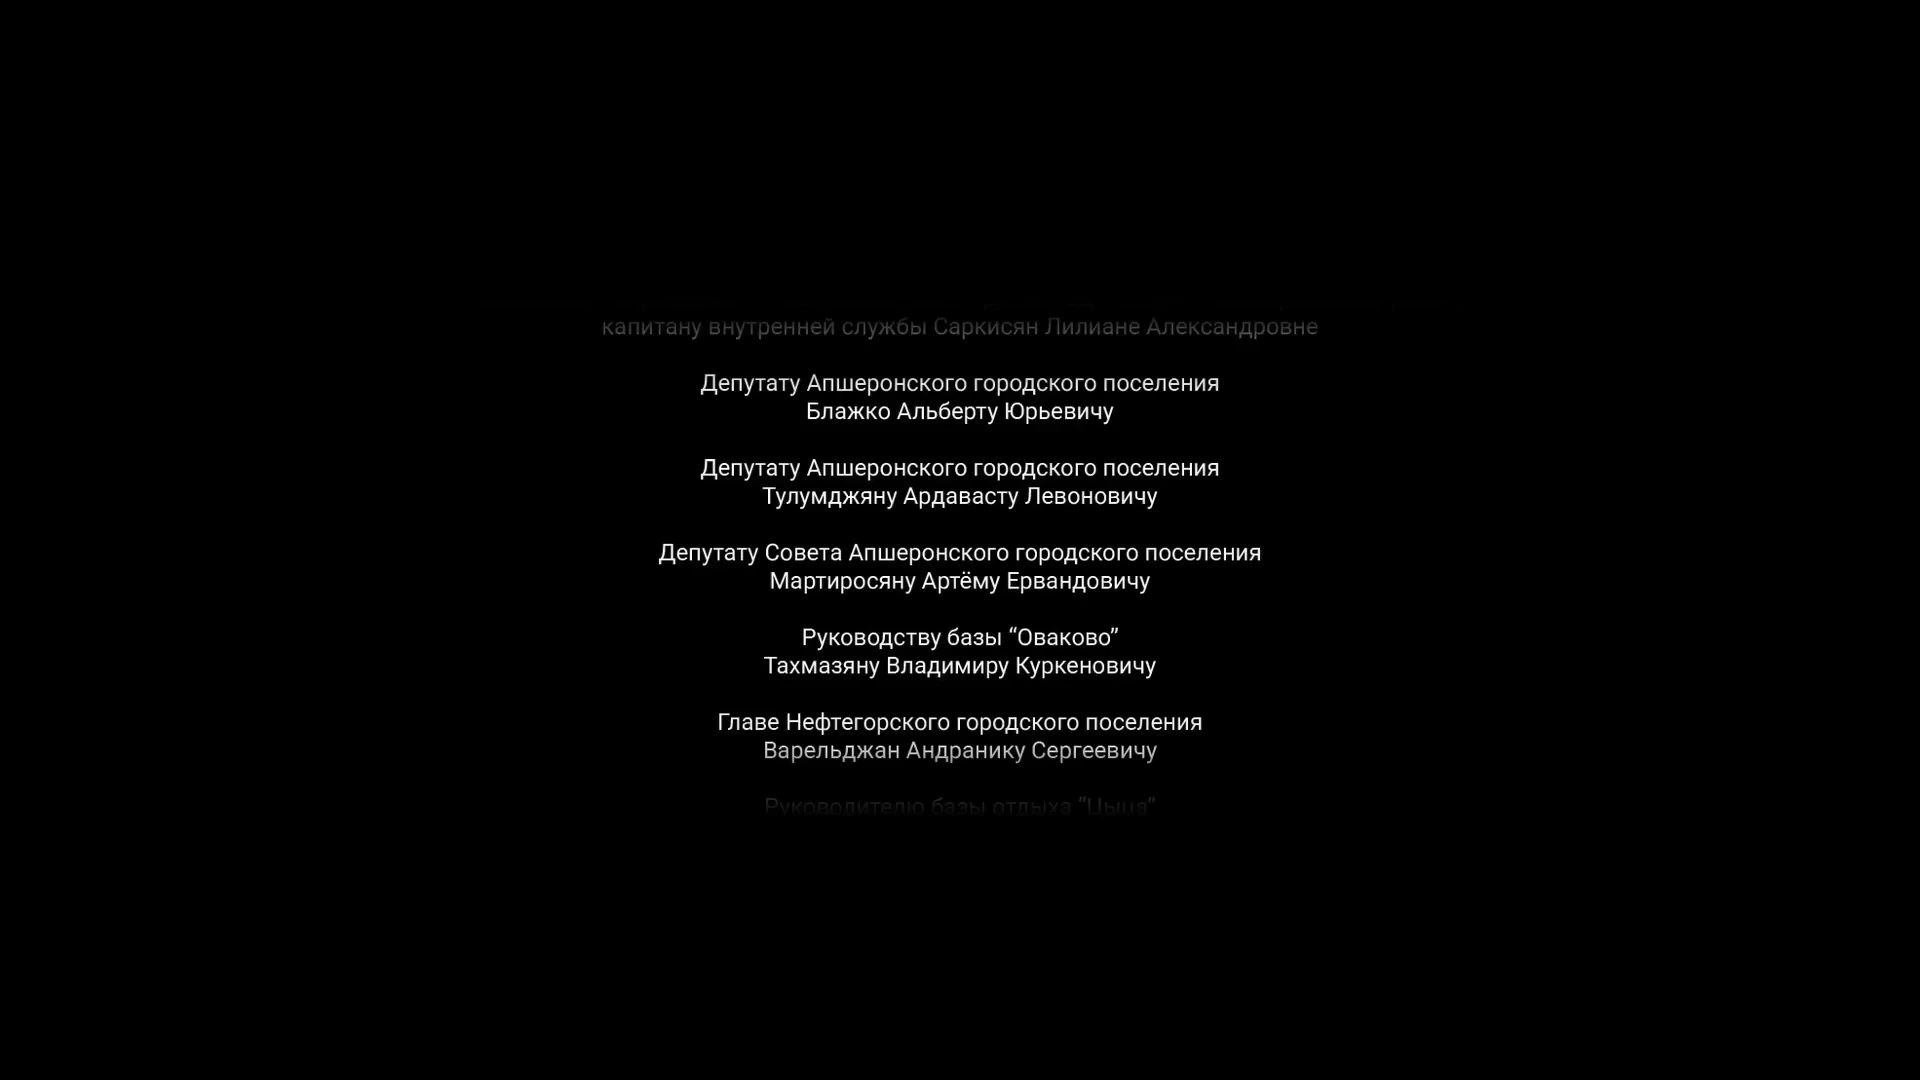 капитану внутренней службы Саркисян Лилиане Александровне
Депутату Апшеронского городского поселения
Блажко Альберту Юрьевичу
Депутату Апшеронского городского поселения
Тулумджяну Ардавасту Левоновичу
Депутату Совета Апшеронского городского поселения
Мартиросяну Артёму Ервандовичу
Руководству базы “Оваково”
Тахмазяну Владимиру Куркеновичу
Главе Нефтегорского городского поселения
Варельджан Андранику Сергеевичу
Руководителю базы отдыха “Цыца”